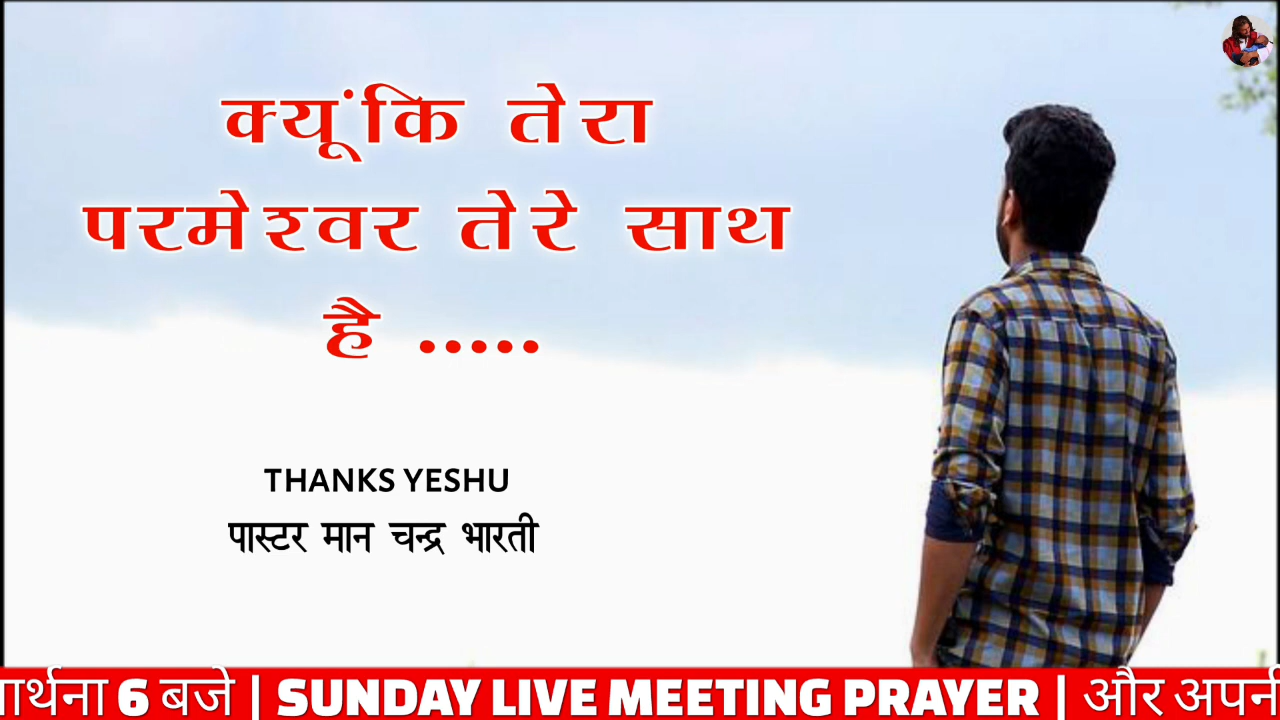 क्यूंकि तेरा
परमेश्वर तेरे साथ
है .....
THANKS YESHU
पास्टर मान चन्द्र भारती
6 बजे | SUNDAY LIVE MEETING PRAYER | और